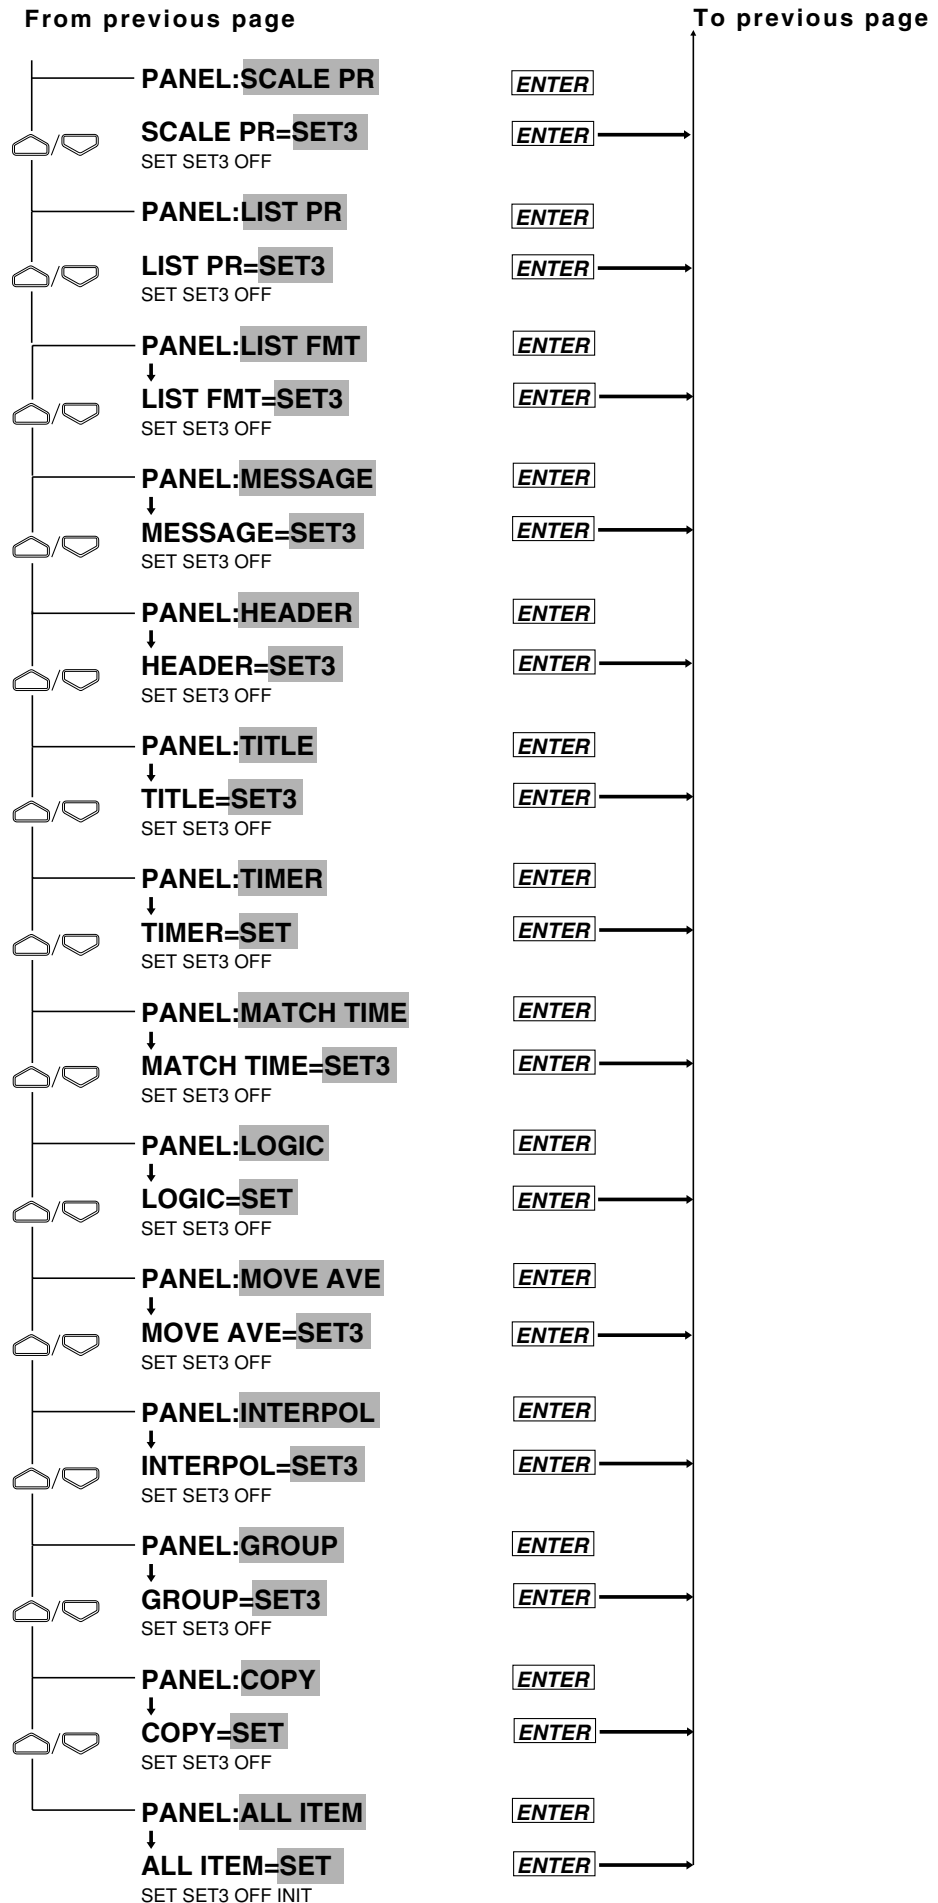 From previous page
To previous page
PANEL:SCALE PR ENTER
SCALE PR=SET3 ENTER
SET SET3 OFF
PANEL:LIST PR ENTER
LIST PR=SET3 ENTER
SET SET3 OFF
PANEL:LIST FMT ENTER
LIST FMT=SET3 ENTER
SET SET3 OFF
PANEL:MESSAGE ENTER
MESSAGE=SET3 ENTER
SET SET3 OFF
PANEL:HEADER ENTER
HEADER=SET3 ENTER
SET SET3 OFF
PANEL:TITLE ENTER
TITLE=SET3 ENTER
SET SET3 OFF
PANEL:TIMER ENTER
TIMER=SET ENTER
SET SET3 OFF
PANEL:MATCH TIME ENTER
MATCH TIME=SET3 ENTER
SET SET3 OFF
PANEL:LOGIC ENTER
LOGIC=SET ENTER
SET SET3 OFF
PANEL:MOVE AVE ENTER
MOVE AVE=SET3 ENTER
SET SET3 OFF
PANEL:INTERPOL ENTER
INTERPOL=SET3 ENTER
SET SET3 OFF
PANEL:GROUP ENTER
GROUP=SET3 ENTER
SET SET3 OFF
PANEL:COPY ENTER
COPY=SET ENTER
SET SET3 OFF
PANEL:ALL ITEM ENTER
ALL ITEM=SET ENTER
SET SET3 OFF INIT